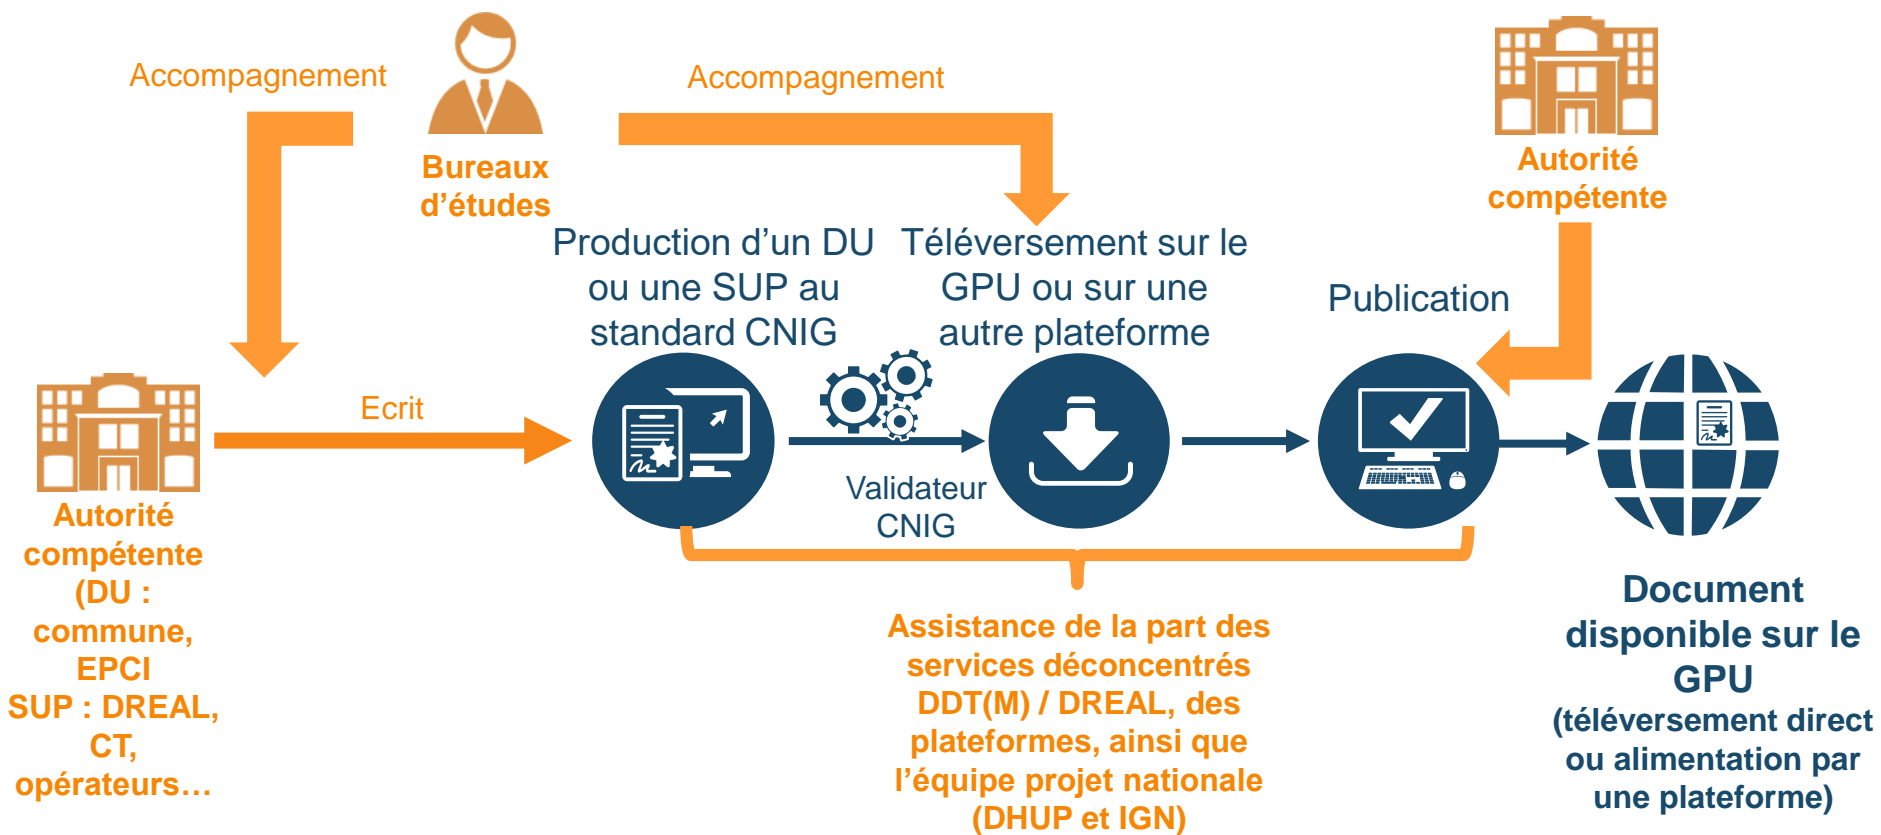 Accompagnement
Accompagnement
Bureaux
d’études
Autorité
compétente
Production d’un DU
ou une SUP au
standard CNIG
Téléversement sur le
GPU ou sur une
autre plateforme
Publication
Ecrit
Validateur
CNIG
Autorité
compétente
(DU :
commune,
EPCI
SUP : DREAL,
CT,
opérateurs…
Assistance de la part des
services déconcentrés
DDT(M) / DREAL, des
plateformes, ainsi que
l’équipe projet nationale
(DHUP et IGN)
Document
disponible sur le
GPU
(téléversement direct
ou alimentation par
une plateforme)